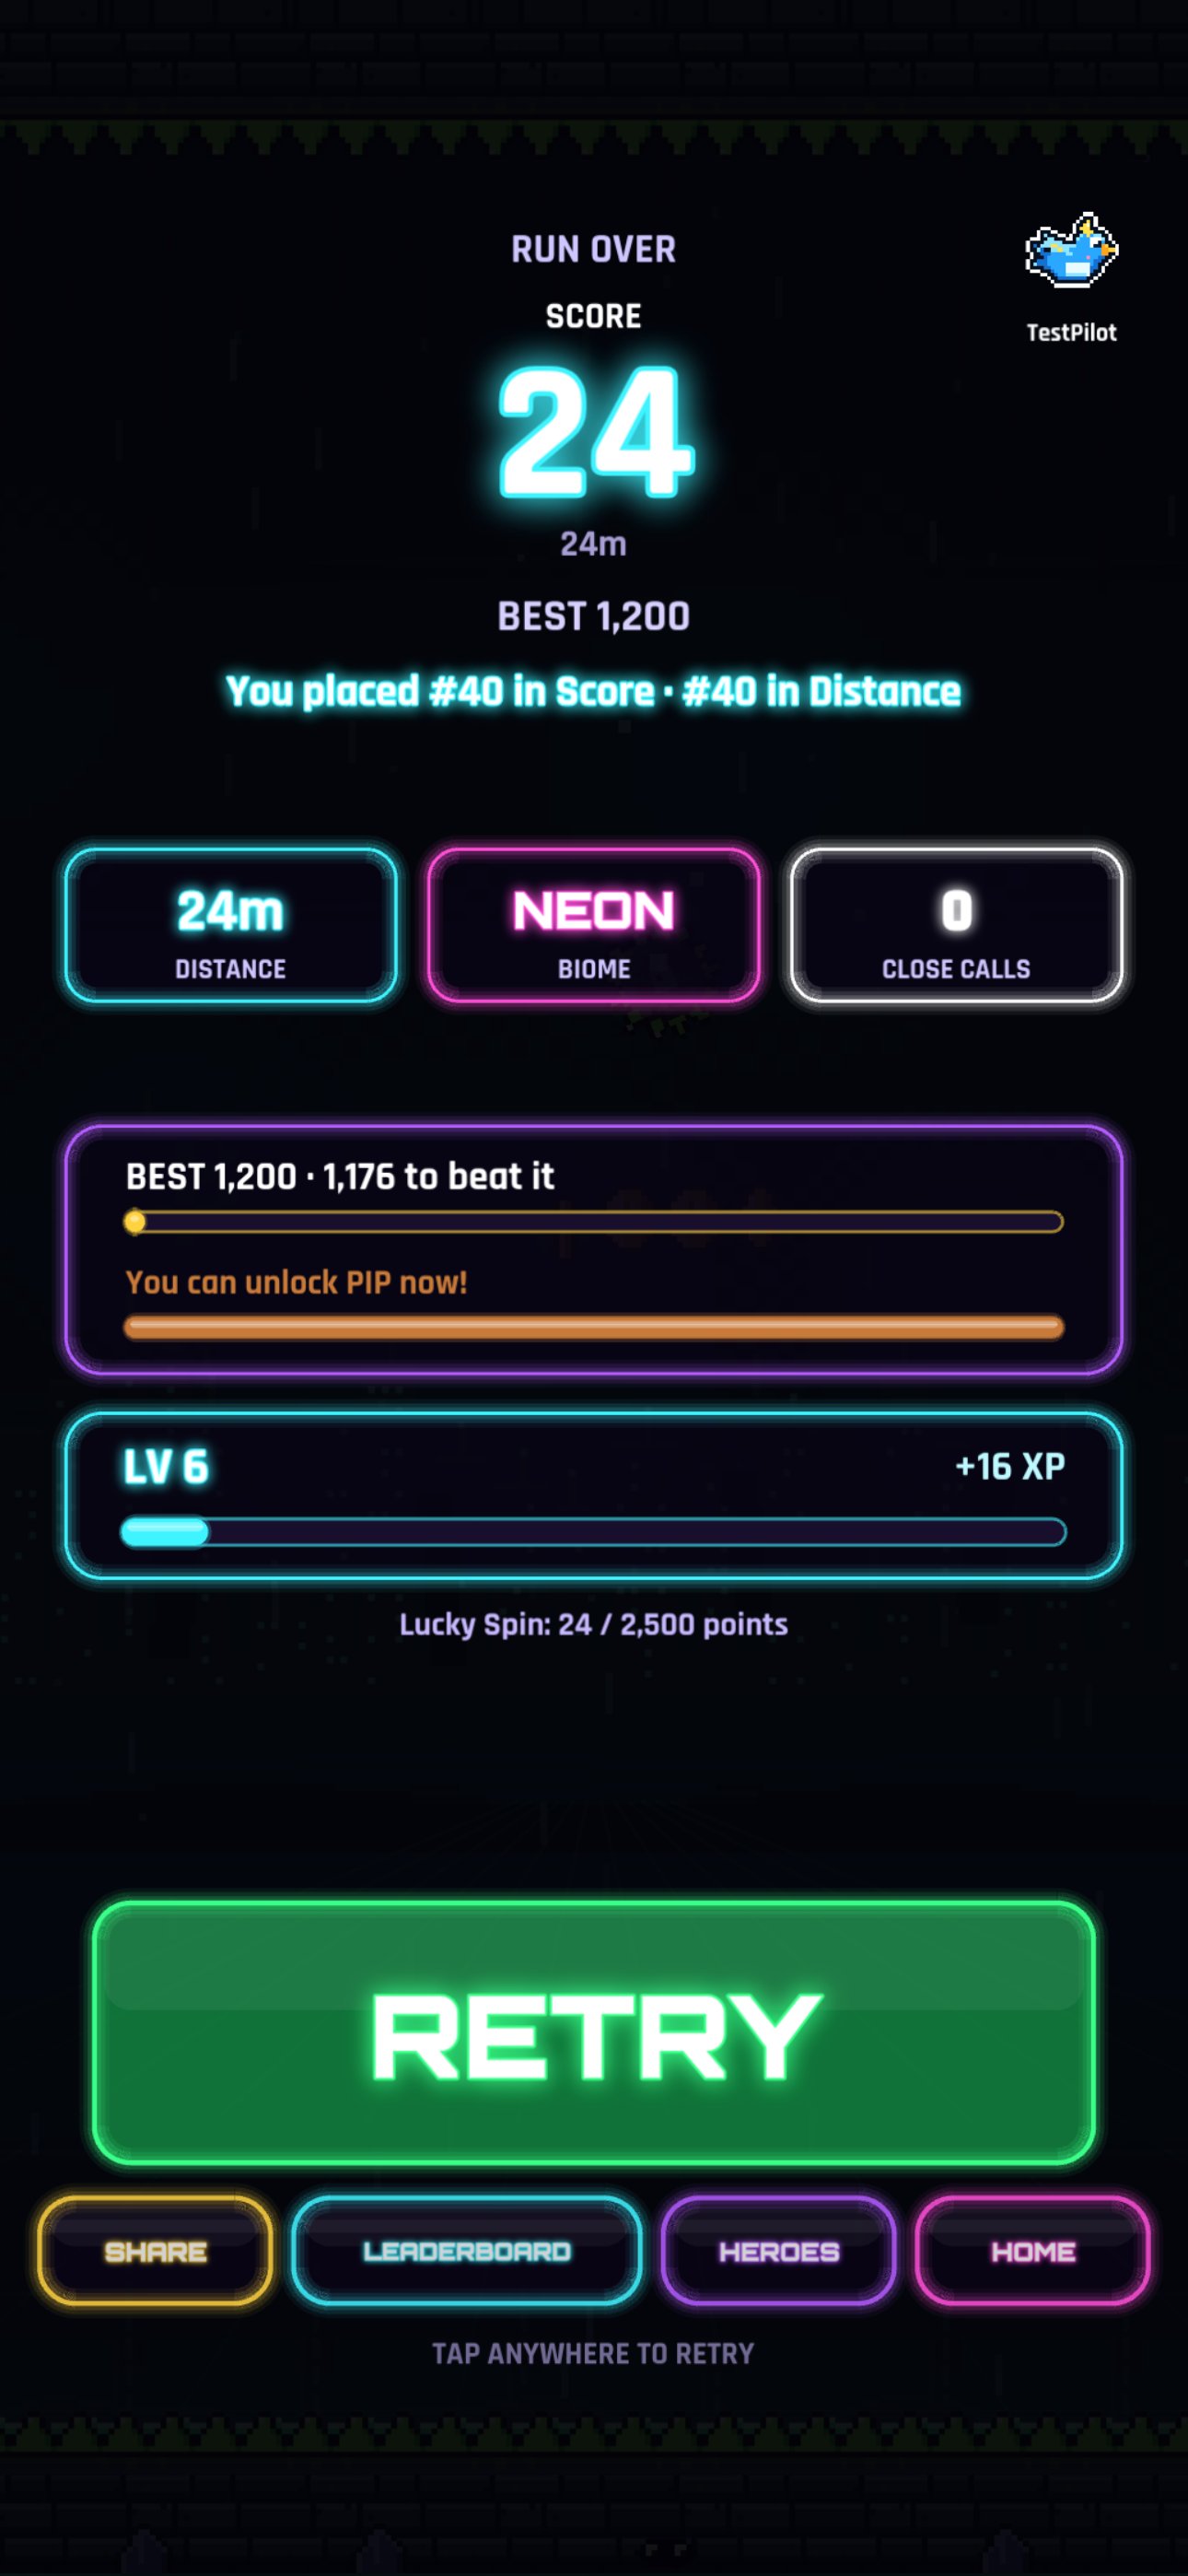 RUN OVER
SCORE
TestPilot
24
24m
BEST 1,200
You placed #40 in Score · #40 in Distance
24m
DISTANCE
NEON
BIOME
0
CLOSE CALLS
BEST 1,200 · 1,176 to beat it
You can unlock PIP now!
LV 6
+16 XP
Lucky Spin: 24 / 2,500 points
RETRY
SHARE
LEADERBOARD
HEROES
HOME
TAP ANYWHERE TO RETRY